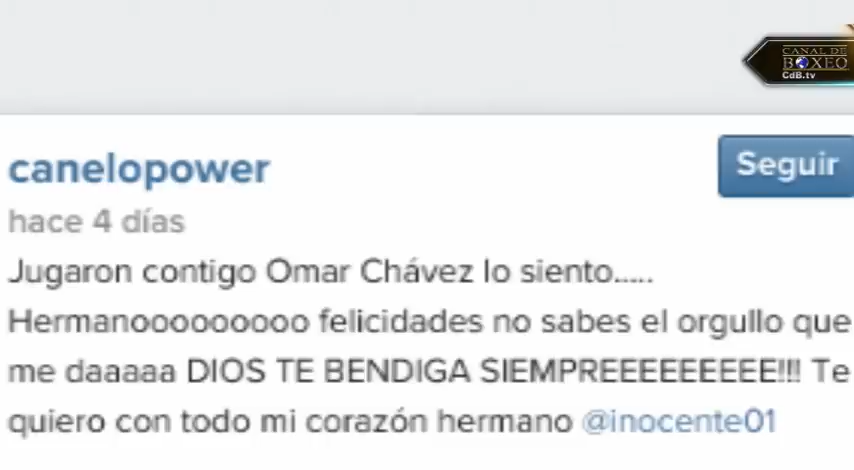 CANAL DE
BOXEO
CdB.tv
canelopower
Seguir
hace 4 días
Jugaron contigo Omar Chávez lo siento.....
Hermanooooooooo felicidades no sabes el orgullo que
me daaaaa DIOS TE BENDIGA SIEMPREEEEEEEEEE!!! Te
quiero con todo mi corazón hermano @inocente01